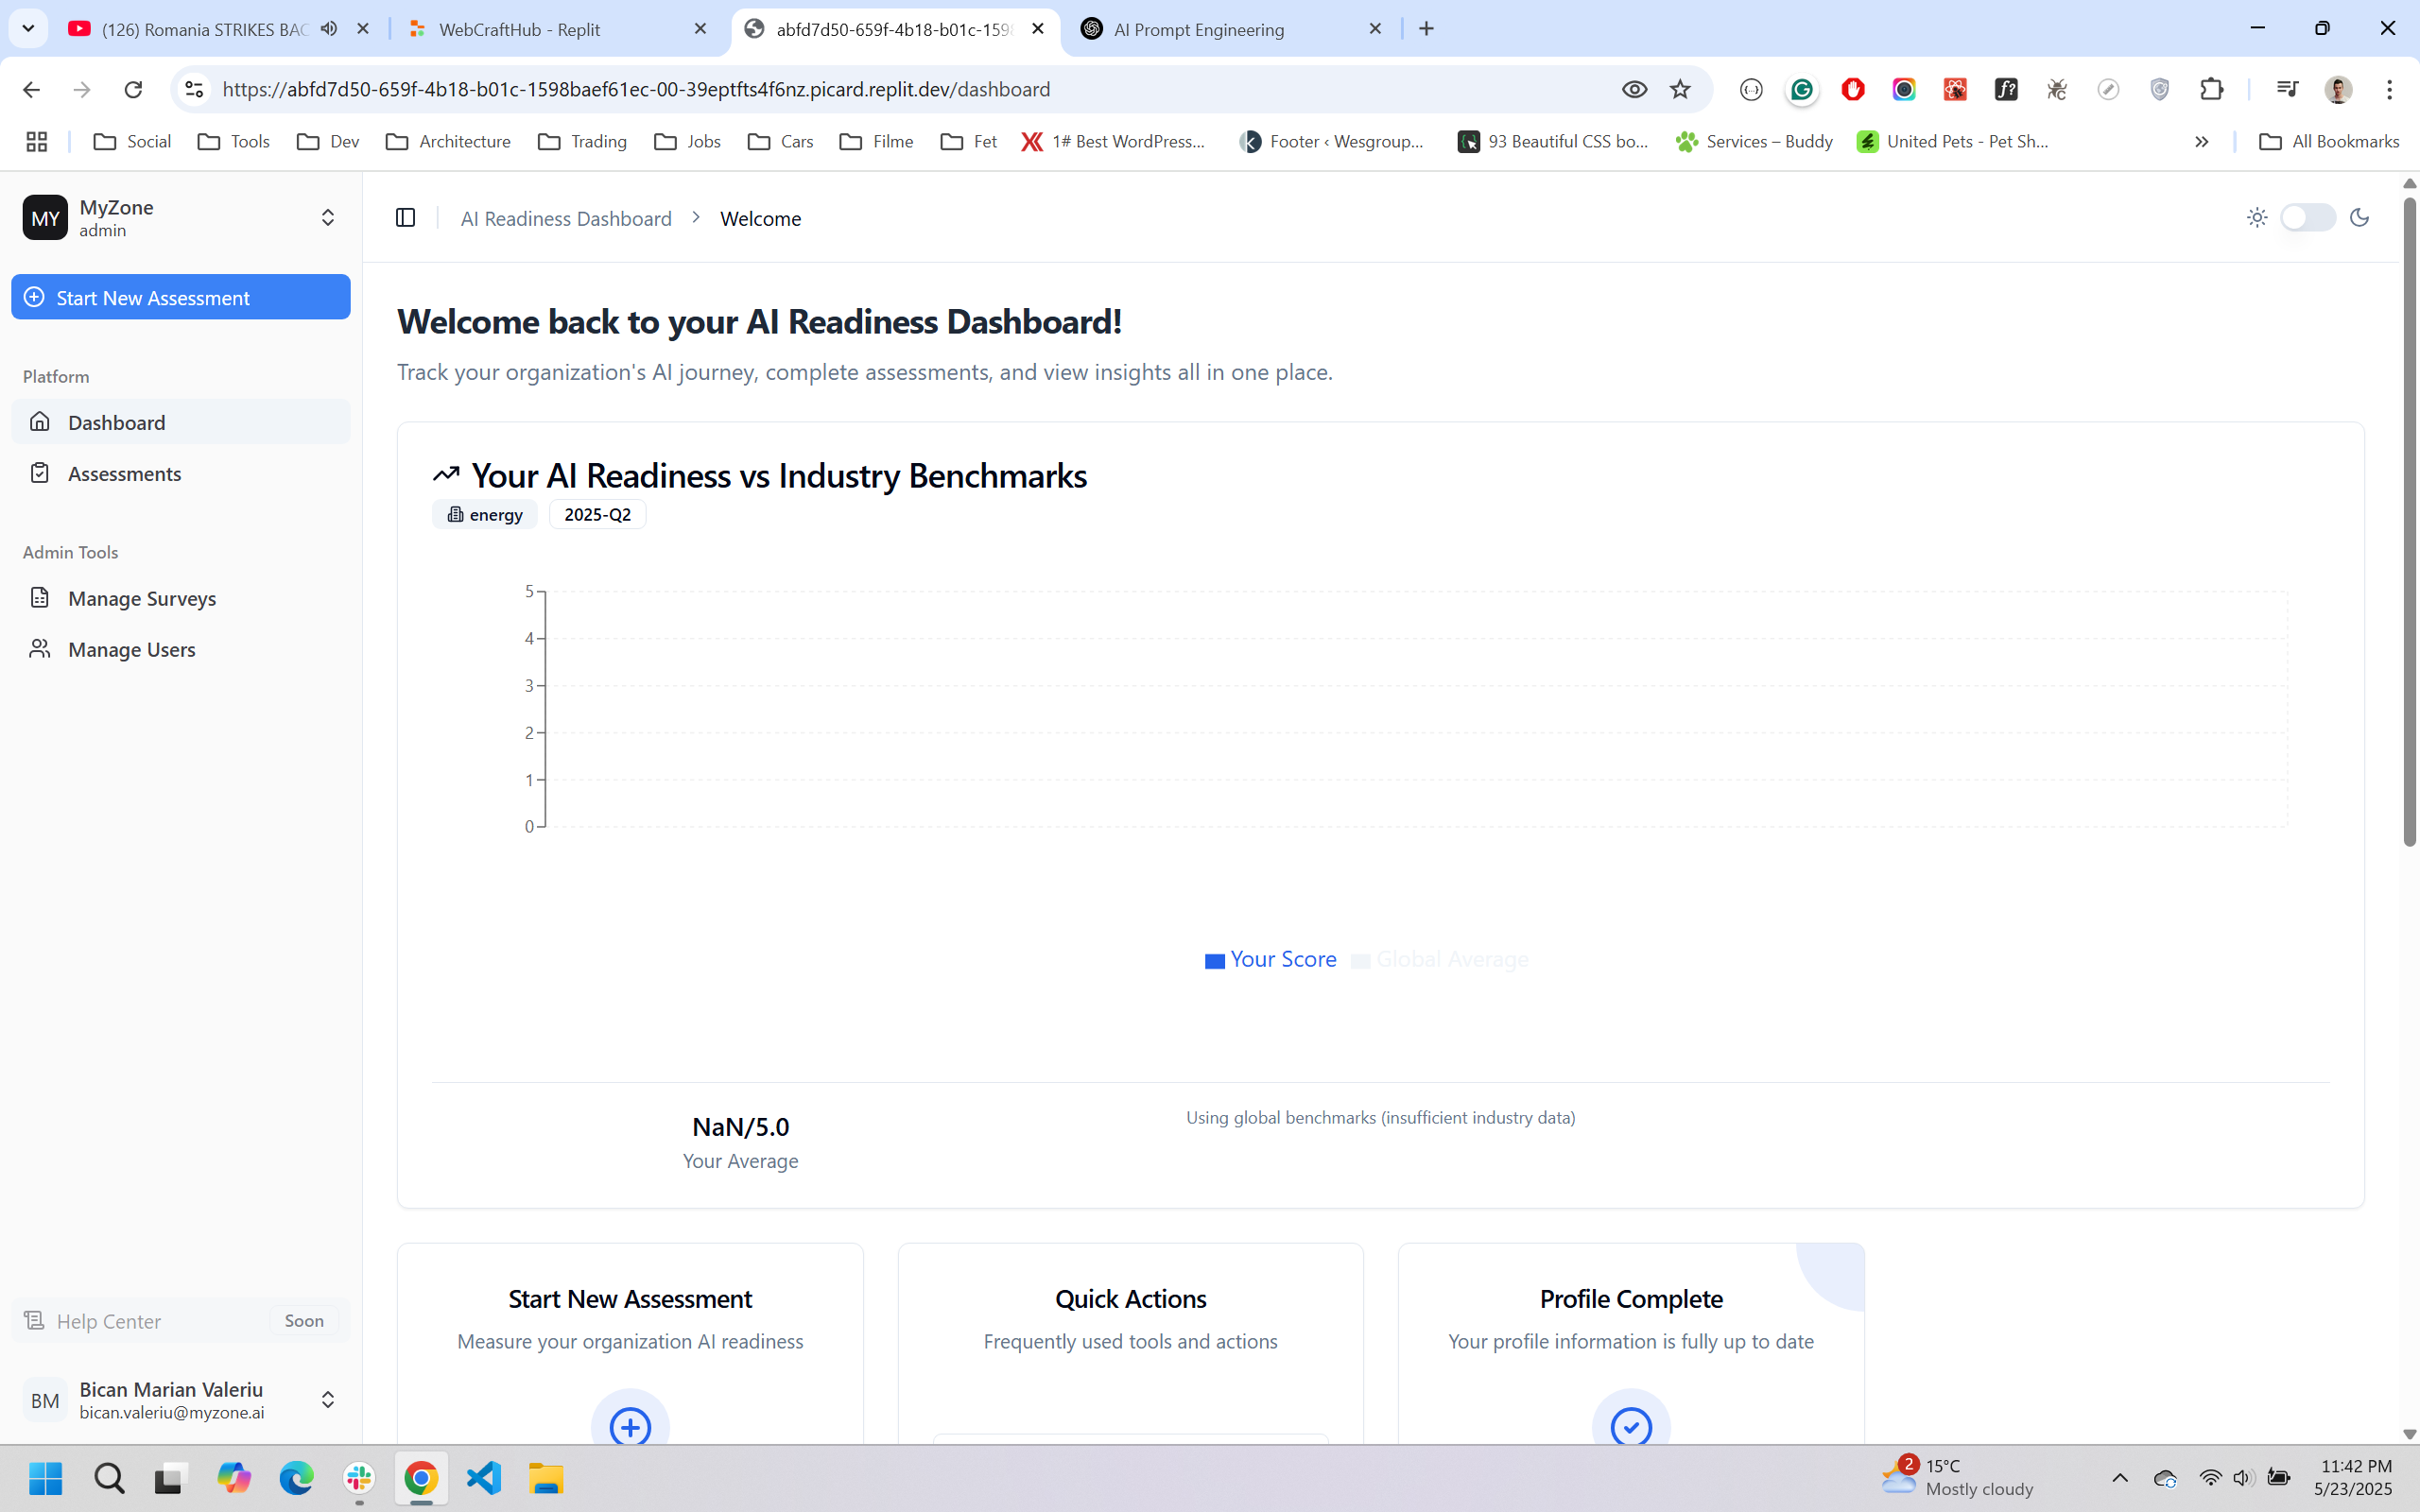 (126) Romania STRIKES BAC
WebCraftHub - Replit
abfd7d50-659f-4b18-b01c-159
AI Prompt Engineering
https://abfd7d50-659f-4b18-b01c-1598baef61ec-00-39eptfts4f6nz.picard.replit.dev/dashboard
Social
Tools
Dev
Architecture
Trading
Jobs
Cars
Filme
Fet
1# Best WordPress...
Footer ‹ Wesgroup...
93 Beautiful CSS bo...
Services – Buddy
United Pets - Pet Sh...
All Bookmarks
MY
MyZone
admin
Start New Assessment
Platform
Dashboard
Assessments
Admin Tools
Manage Surveys
Manage Users
Help Center
Soon
BM
Bican Marian Valeriu
bican.valeriu@myzone.ai
AI Readiness Dashboard
Welcome
Welcome back to your AI Readiness Dashboard!
Track your organization's AI journey, complete assessments, and view insights all in one place.
Your AI Readiness vs Industry Benchmarks
energy
2025-Q2
5
4
3
2
1
0
Your Score
Global Average
NaN/5.0
Your Average
Using global benchmarks (insufficient industry data)
Start New Assessment
Measure your organization AI readiness
Quick Actions
Frequently used tools and actions
Profile Complete
Your profile information is fully up to date
2
15°C
Mostly cloudy
11:42 PM
5/23/2025